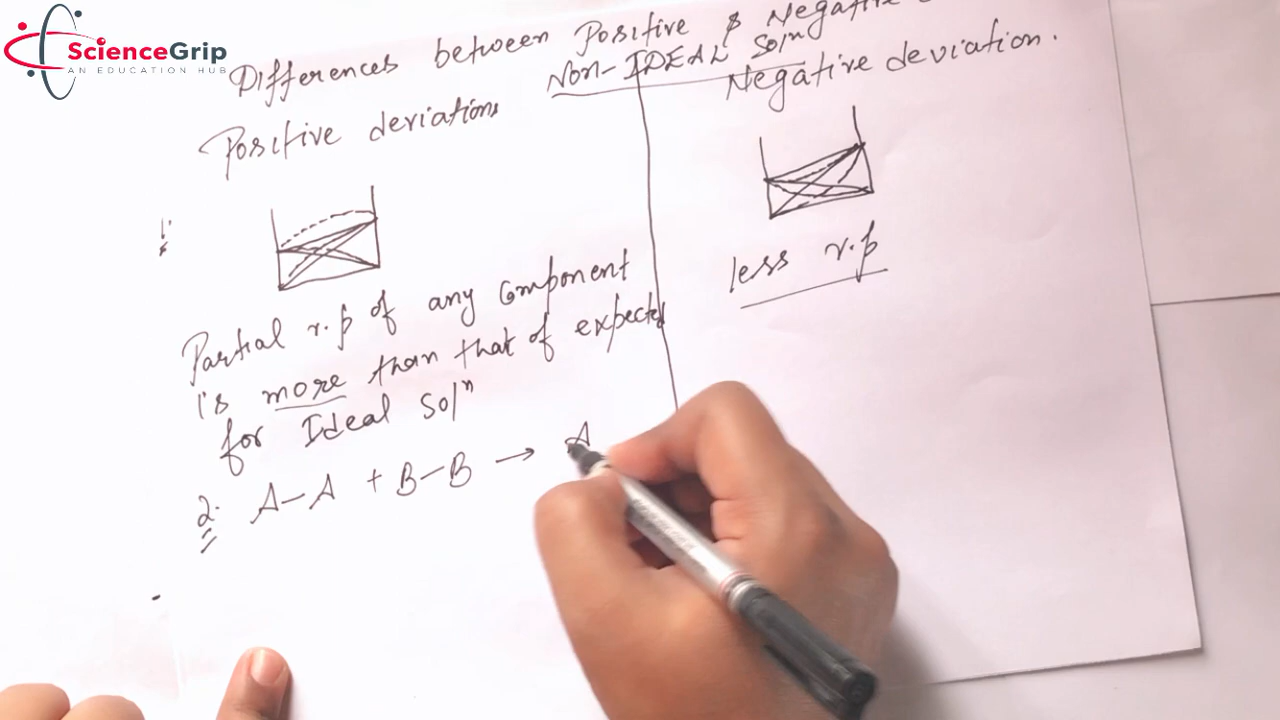 ScienceGrip
AN EDUCATION HUB
Differences between Positive & Negative
NON-IDEAL Solⁿ
Positive deviations
Negative deviation.
1.
Partial v.p of any component
is more than that of expected
for Ideal Solⁿ
less v.p
2. A-A + B-B → A